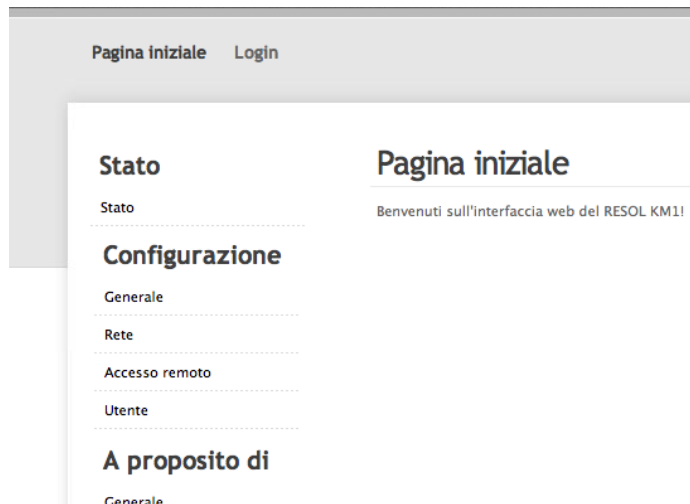 Pagina iniziale Login
Stato
Stato
Configurazione
Generale
Rete
Accesso remoto
Utente
A proposito di
Generale
Pagina iniziale
Benvenuti sull'interfaccia web del RESOL KM1!